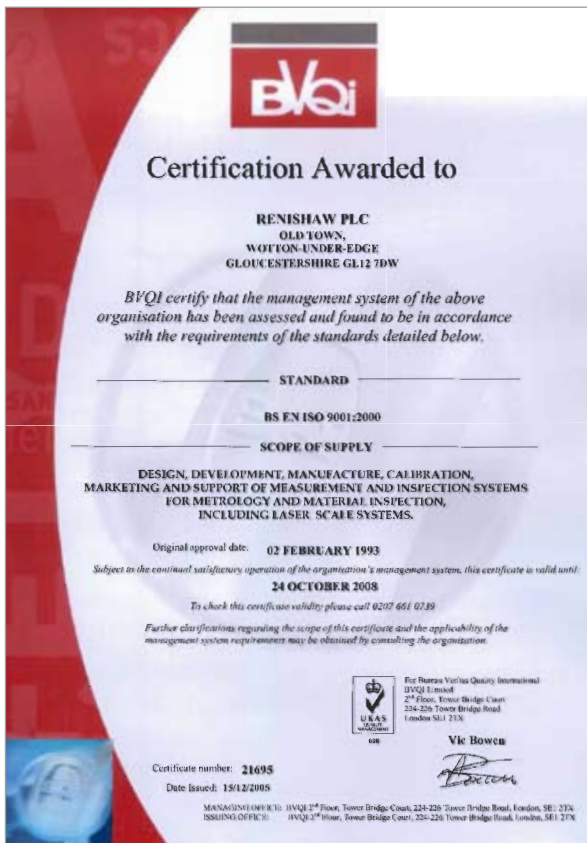 BVQi
Certification Awarded to
RENISHAW PLC
OLD TOWN,
WOTTON-UNDER-EDGE
GLOUCESTERSHIRE GL12 7DW
BVQI certify that the management system of the above
organisation has been assessed and found to be in accordance
with the requirements of the standards detailed below.
STANDARD
BS EN ISO 9001:2000
SCOPE OF SUPPLY
DESIGN, DEVELOPMENT, MANUFACTURE, CALIBRATION,
MARKETING AND SUPPORT OF MEASUREMENT AND INSPECTION SYSTEMS
FOR METROLOGY AND MATERIAL INSPECTION,
INCLUDING LASER SCALE SYSTEMS.
Original approval date: 02 FEBRUARY 1993
Subject to the continual satisfactory operation of the organisation's management system, this certificate is valid until:
24 OCTOBER 2008
To check this certificate validity please call 0207 661 0739
Further clarifications regarding the scope of this certificate and the applicability of the
management system requirements may be obtained by consulting the organisation.
For Bureau Veritas Quality International
BVQI Limited
2nd Floor, Tower Bridge Court
224-226 Tower Bridge Road
London SE1 2TX
UKAS
QUALITY
MANAGEMENT
008
Vic Bowen
Certificate number: 21695
Date Issued: 15/12/2005
MANAGING OFFICE: BVQI 2nd Floor, Tower Bridge Court, 224-226 Tower Bridge Road, London, SE1 2TX
ISSUING OFFICE: BVQI 2nd Floor, Tower Bridge Court, 224-226 Tower Bridge Road, London, SE1 2TX